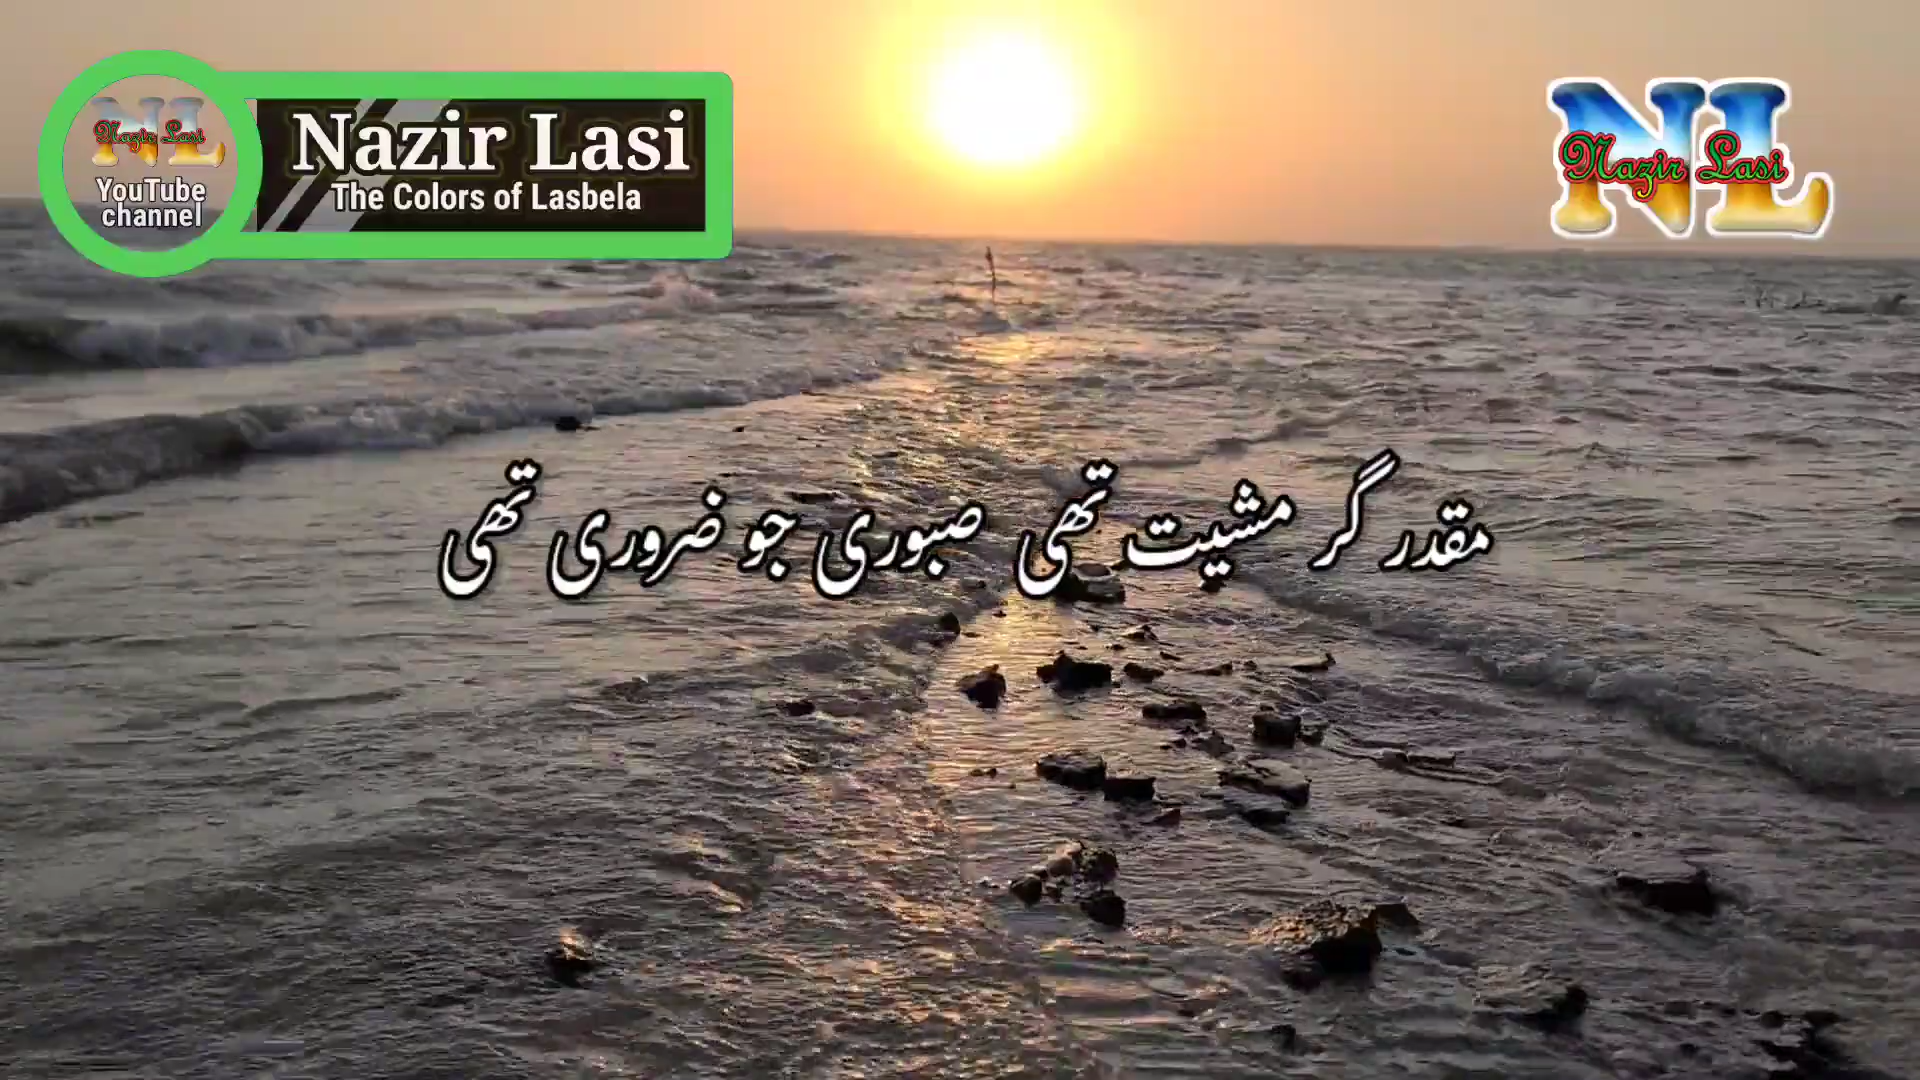 Nazir Lasi
YouTube
channel
Nazir Lasi
The Colors of Lasbela
NL
Nazir Lasi
مقدر گر مشیت تھی صبوری جو ضروری تھی